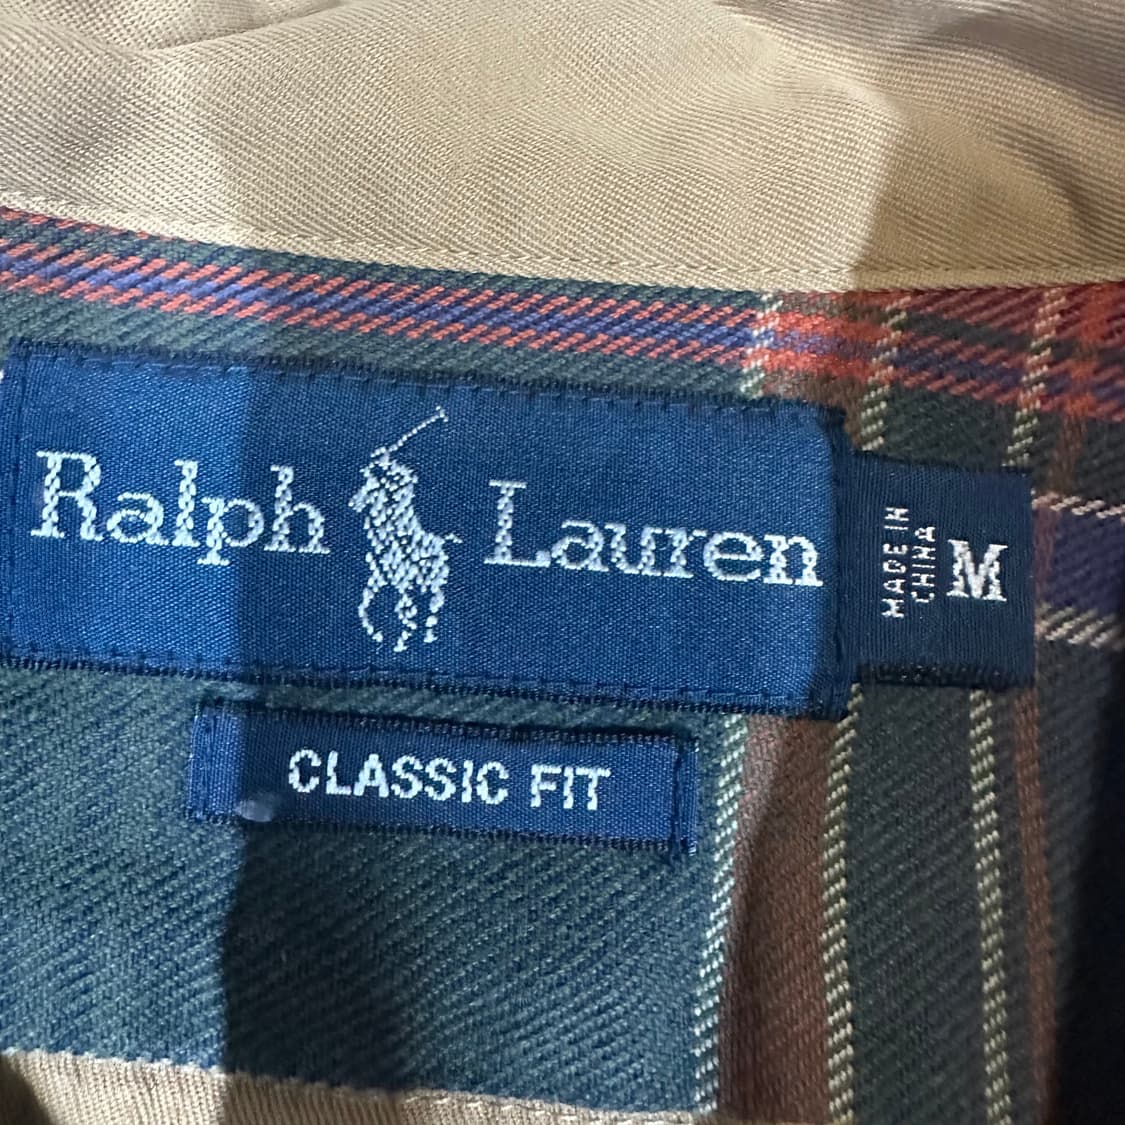 Ralph Lauren
MADE IN
CHINA
M
CLASSIC FIT